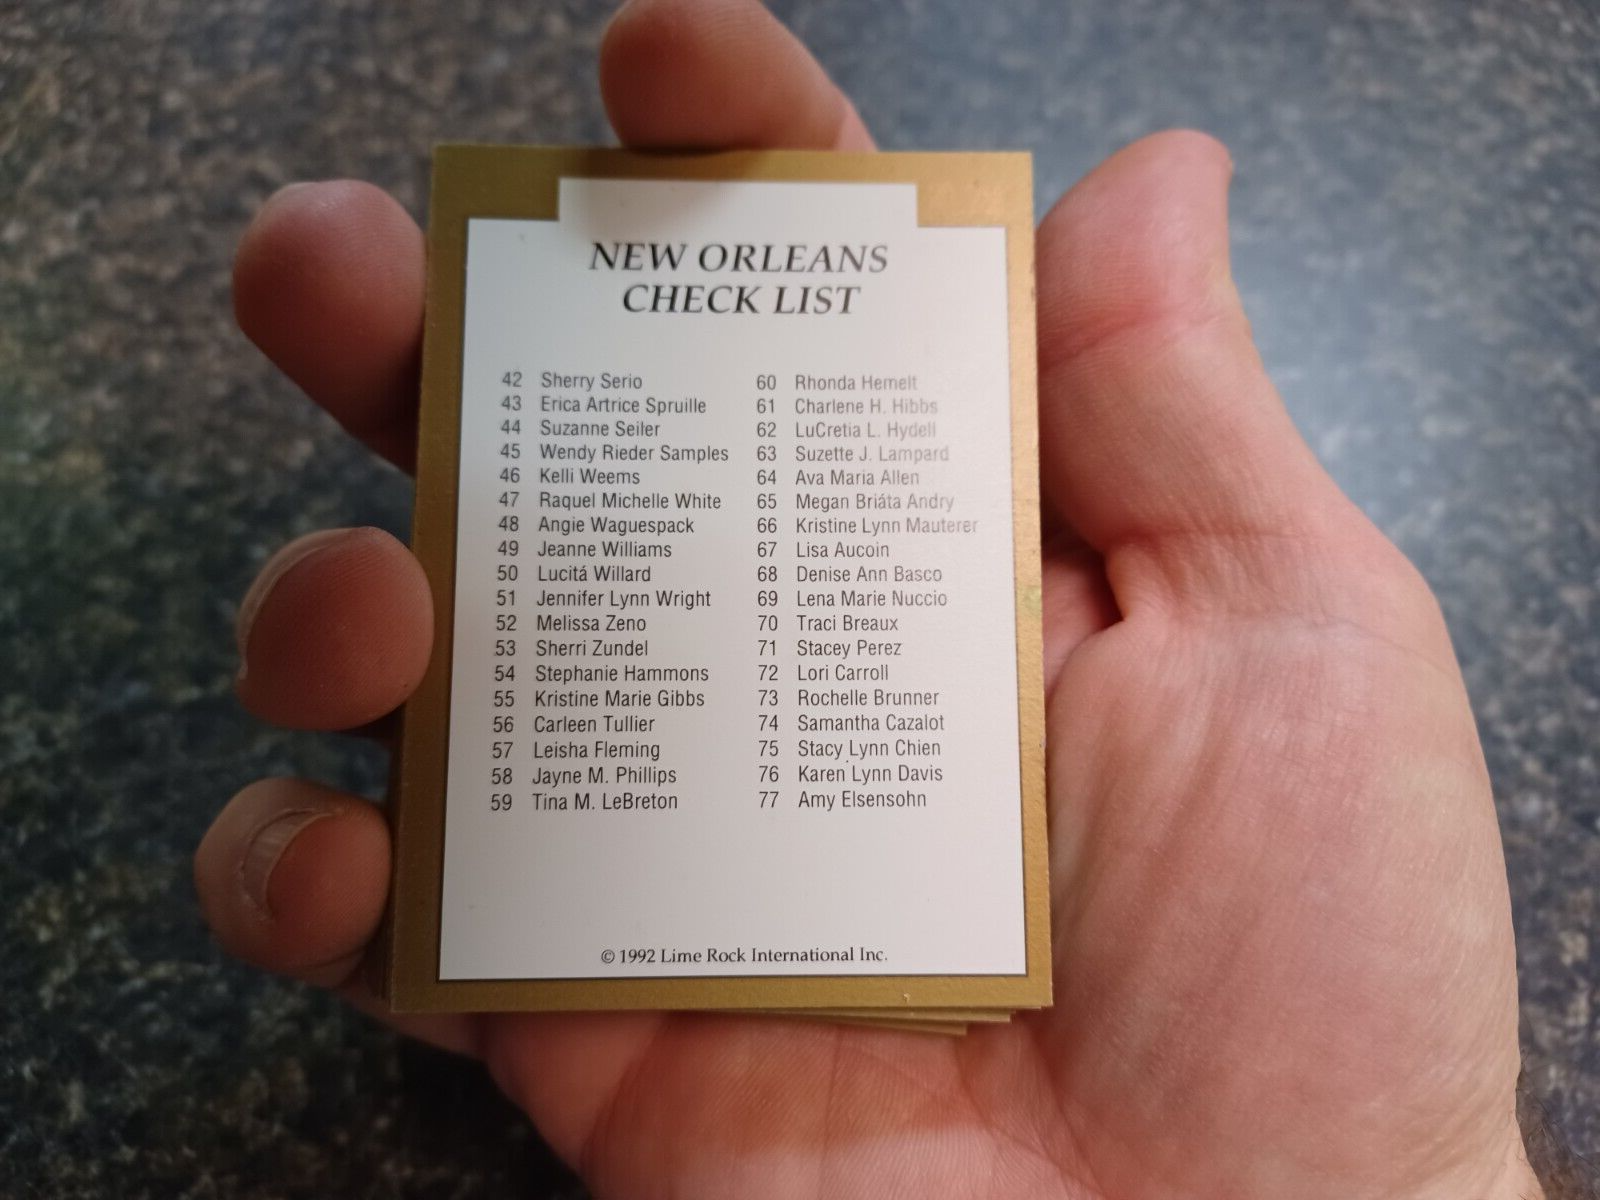 NEW ORLEANS
CHECK LIST
42 Sherry Serio
43 Erica Artrice Spruille
44 Suzanne Seiler
45 Wendy Rieder Samples
46 Kelli Weems
47 Raquel Michelle White
48 Angie Waguespack
49 Jeanne Williams
50 Lucitá Willard
51 Jennifer Lynn Wright
52 Melissa Zeno
53 Sherri Zundel
54 Stephanie Hammons
55 Kristine Marie Gibbs
56 Carleen Tullier
57 Leisha Fleming
58 Jayne M. Phillips
59 Tina M. LeBreton
60 Rhonda Hemelt
61 Charlene H. Hibbs
62 LuCretia L. Hydell
63 Suzette J. Lampard
64 Ava Maria Allen
65 Megan Briáta Andry
66 Kristine Lynn Mauterer
67 Lisa Aucoin
68 Denise Ann Basco
69 Lena Marie Nuccio
70 Traci Breaux
71 Stacey Perez
72 Lori Carroll
73 Rochelle Brunner
74 Samantha Cazalot
75 Stacy Lynn Chien
76 Karen Lynn Davis
77 Amy Elsensohn
© 1992 Lime Rock International Inc.